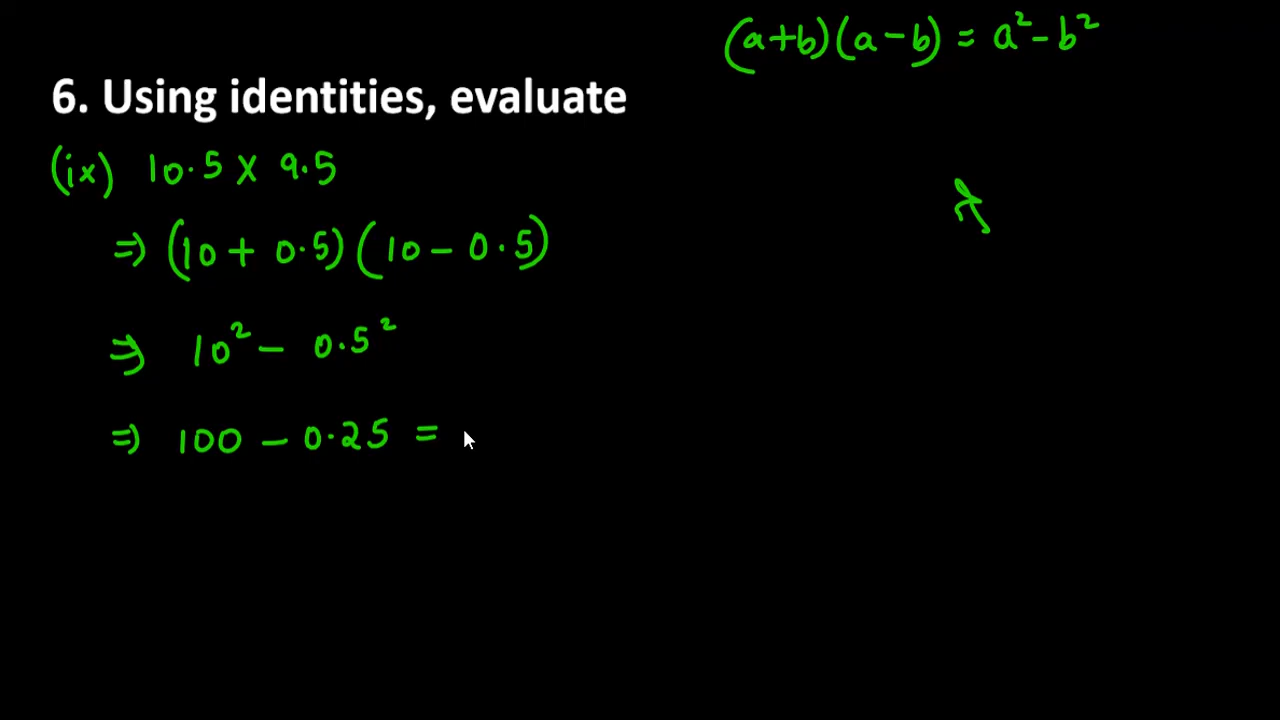 (a+b)(a-b) = a² - b²
6. Using identities, evaluate
(ix) 10.5 x 9.5
=) (10 + 0.5) (10 - 0.5)
=) 10² - 0.5²
=) 100 - 0.25 =